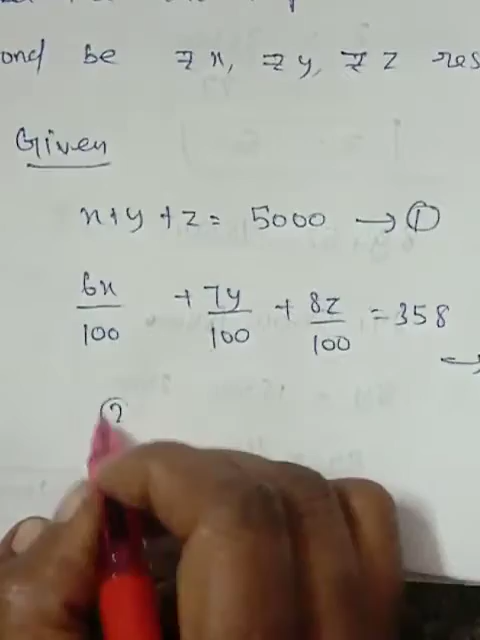 ond be ₹ x, ₹ y, ₹ z res
Given
x+y+z= 5000 → ①
6x/100 + 7y/100 + 8z/100 = 358 →
②